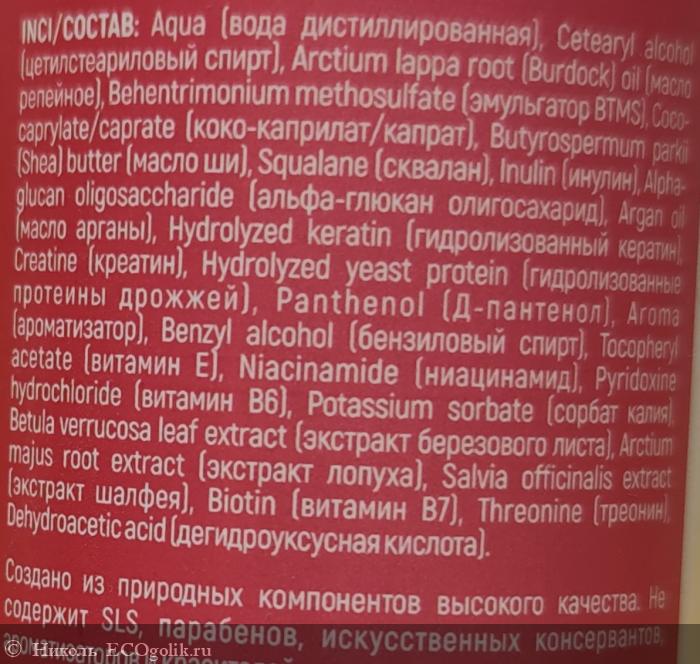 INCI/СОСТАВ: Aqua (вода дистиллированная), Cetearyl alcohol
(цетилстеариловый спирт), Arctium lappa root (Burdock) oil (масло
репейное), Behentrimonium methosulfate (эмульгатор BTMS), Coco-
caprylate/caprate (коко-каприлат/капрат), Butyrospermum parkii
(Shea) butter (масло ши), Squalane (сквалан), Inulin (инулин), Alpha-
glucan oligosaccharide (альфа-глюкан олигосахарид), Argan oil
(масло арганы), Hydrolyzed keratin (гидролизованный кератин),
Creatine (креатин), Hydrolyzed yeast protein (гидролизованные
протеины дрожжей), Panthenol (Д-пантенол), Aroma
(ароматизатор), Benzyl alcohol (бензиловый спирт), Tocopheryl
acetate (витамин Е), Niacinamide (ниацинамид), Pyridoxine
hydrochloride (витамин В6), Potassium sorbate (сорбат калия),
Betula verrucosa leaf extract (экстракт березового листа), Arctium
majus root extract (экстракт лопуха), Salvia officinalis extract
(экстракт шалфея), Biotin (витамин В7), Threonine (треонин),
Dehydroacetic acid (дегидроуксусная кислота).
Создано из природных компонентов высокого качества. Не
содержит SLS, парабенов, искусственных консервантов,
Николь ECOgolik.ru